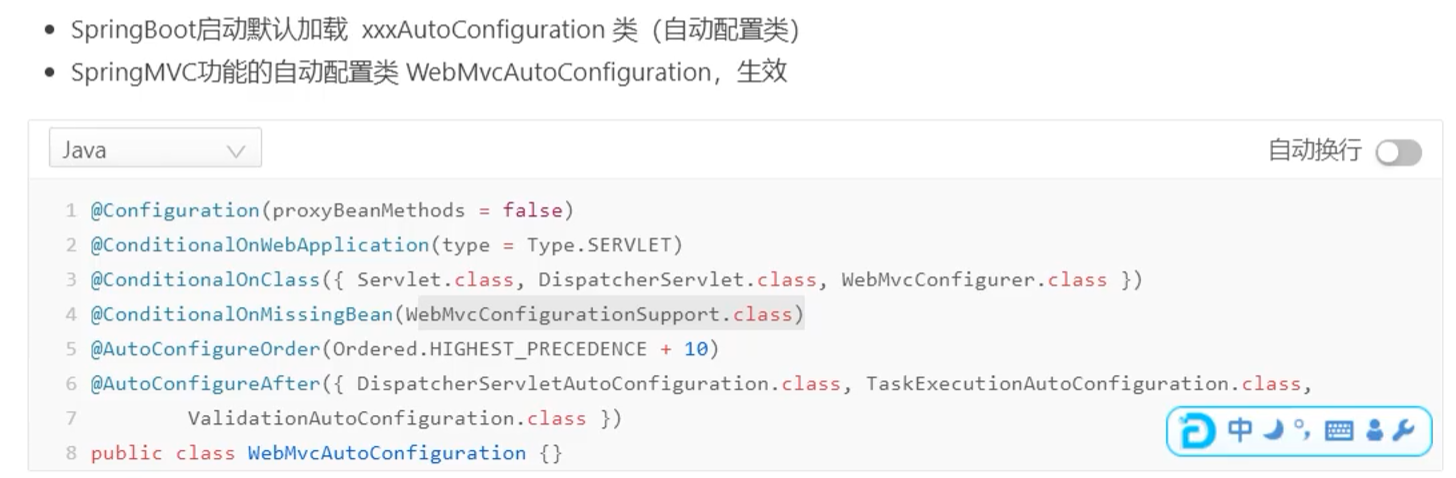 SpringBoot启动默认加载 xxxAutoConfiguration 类（自动配置类）
SpringMVC功能的自动配置类 WebMvcAutoConfiguration，生效
Java
自动换行
1 @Configuration(proxyBeanMethods = false)
2 @ConditionalOnWebApplication(type = Type.SERVLET)
3 @ConditionalOnClass({ Servlet.class, DispatcherServlet.class, WebMvcConfigurer.class })
4 @ConditionalOnMissingBean(WebMvcConfigurationSupport.class)
5 @AutoConfigureOrder(Ordered.HIGHEST_PRECEDENCE + 10)
6 @AutoConfigureAfter({ DispatcherServletAutoConfiguration.class, TaskExecutionAutoConfiguration.class,
7 ValidationAutoConfiguration.class })
中
8 public class WebMvcAutoConfiguration {}